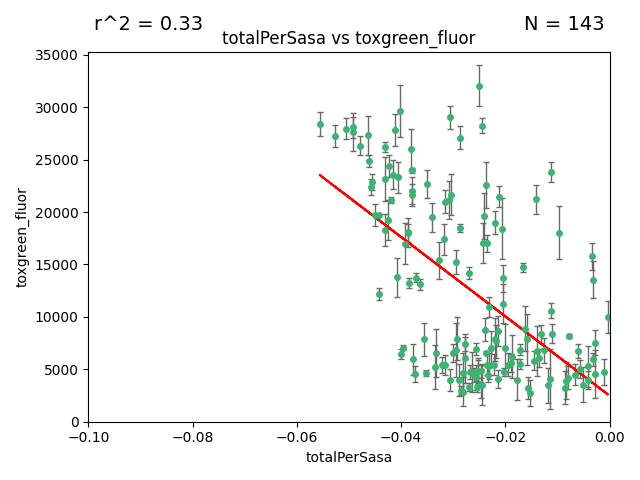 r^2 = 0.33
N = 143
totalPerSasa vs toxgreen_fluor
35000
30000
25000
20000
15000
10000
5000
0
toxgreen_fluor
−0.10
−0.08
−0.06
−0.04
−0.02
0.00
totalPerSasa